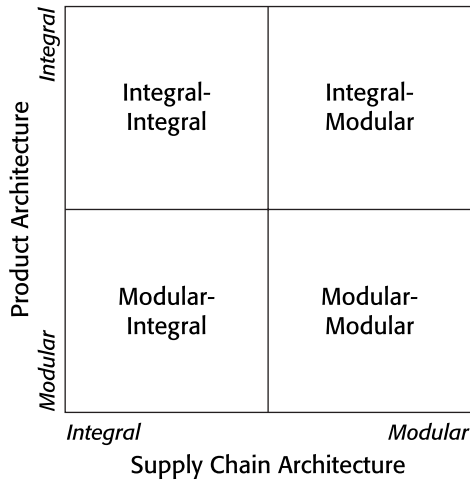 Integral
Integral-
Integral
Integral-
Modular
Product Architecture
Modular-
Integral
Modular-
Modular
Modular
Integral
Modular
Supply Chain Architecture